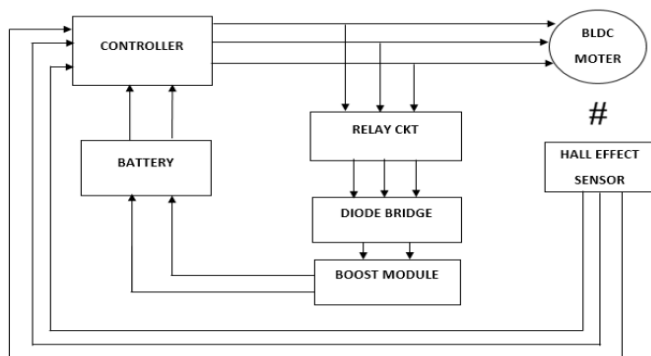 CONTROLLER
BLDC
MOTER
#
RELAY CKT
BATTERY
HALL EFFECT
SENSOR
DIODE BRIDGE
BOOST MODULE